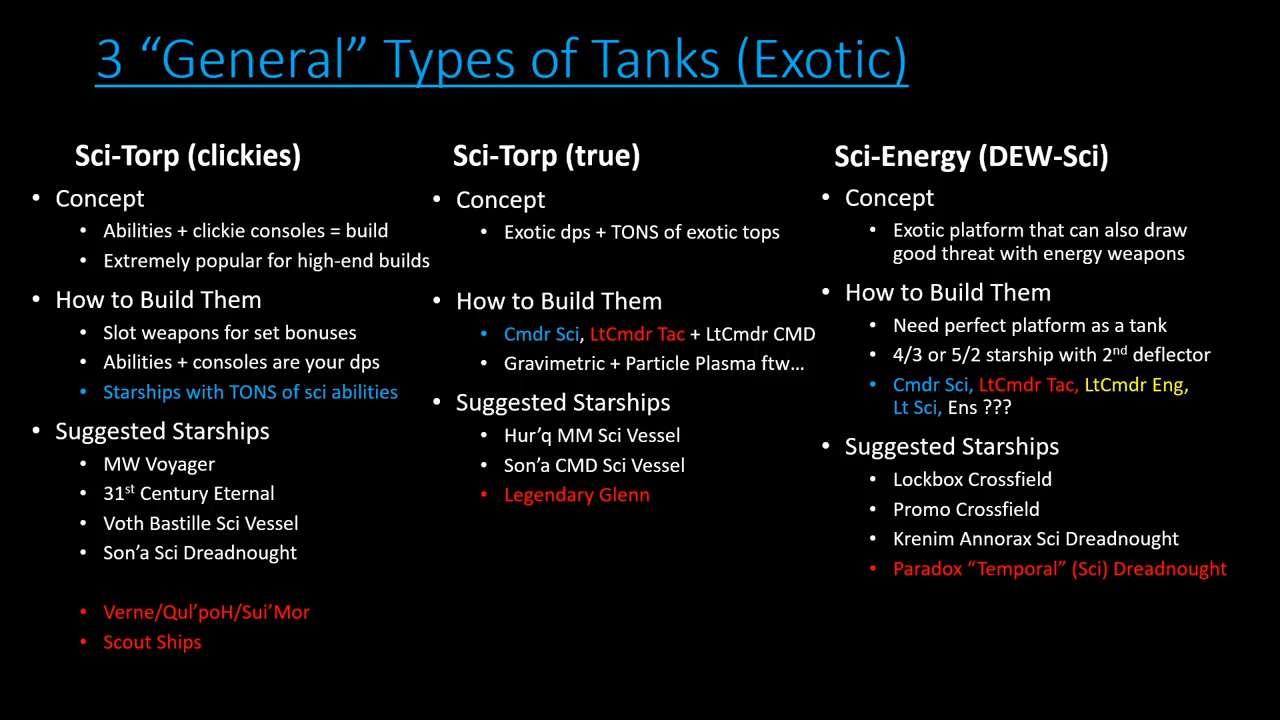 3 “General” Types of Tanks (Exotic)
Sci-Torp (clickies)
• Concept
• Abilities + clickie consoles = build
• Extremely popular for high-end builds
• How to Build Them
• Slot weapons for set bonuses
• Abilities + consoles are your dps
• Starships with TONS of sci abilities
• Suggested Starships
• MW Voyager
• 31st Century Eternal
• Voth Bastille Sci Vessel
• Son’a Sci Dreadnought
• Verne/Qul’poH/Sui’Mor
• Scout Ships
Sci-Torp (true)
• Concept
• Exotic dps + TONS of exotic tops
• How to Build Them
• Cmdr Sci, LtCmdr Tac + LtCmdr CMD
• Gravimetric + Particle Plasma ftw…
• Suggested Starships
• Hur’q MM Sci Vessel
• Son’a CMD Sci Vessel
• Legendary Glenn
Sci-Energy (DEW-Sci)
• Concept
• Exotic platform that can also draw
good threat with energy weapons
• How to Build Them
• Need perfect platform as a tank
• 4/3 or 5/2 starship with 2nd deflector
• Cmdr Sci, LtCmdr Tac, LtCmdr Eng,
Lt Sci, Ens ???
• Suggested Starships
• Lockbox Crossfield
• Promo Crossfield
• Krenim Annorax Sci Dreadnought
• Paradox “Temporal” (Sci) Dreadnought